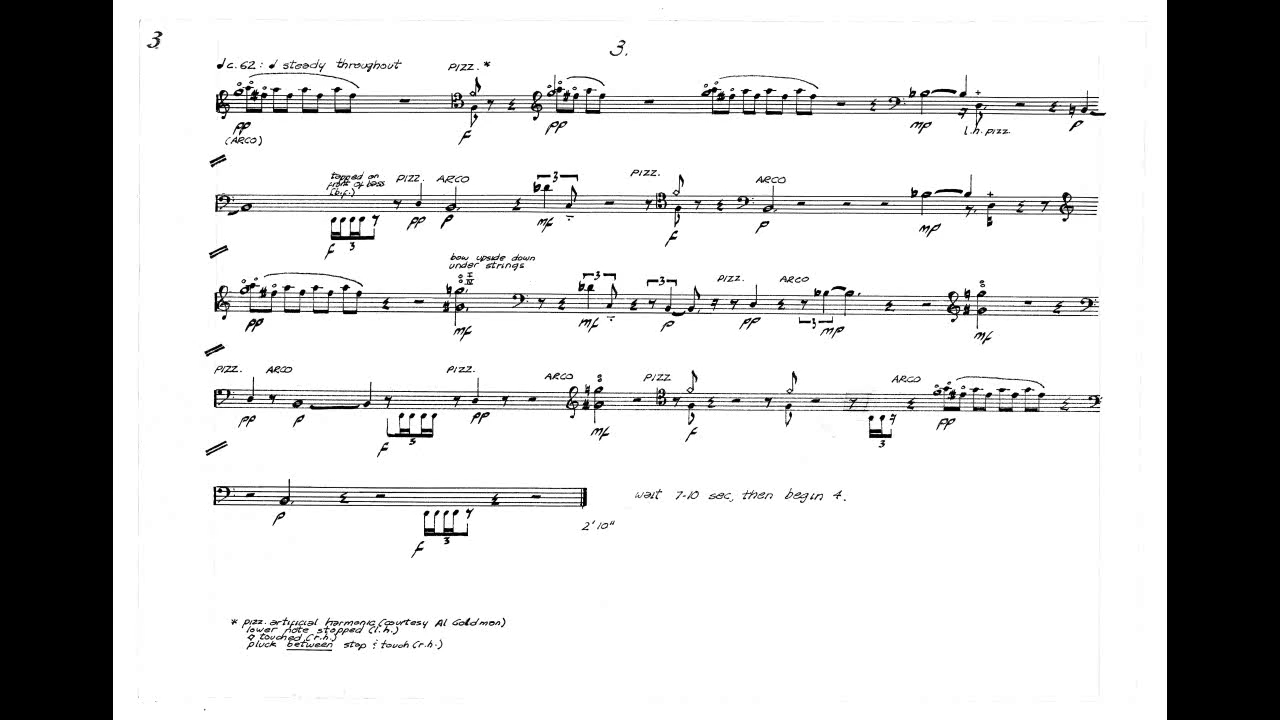 3
3.
♩ c. 62 : ♩ steady throughout PIZZ. *
pp f pp mp p
(ARCO) l.h. pizz.
tapped on
front of bass
(b.f.)
PIZZ. ARCO 3 PIZZ. ARCO
f 3 pp p mf f p mp
bow upside down
under strings
I
IV
3 3 PIZZ. ARCO
pp mf mf p pp 3 mp mf
PIZZ. ARCO PIZZ. ARCO PIZZ ARCO
pp p f 3 pp mf f 3 pp
p f 3
wait 7-10 sec, then begin 4.
2' 10"
* pizz. artificial harmonic (courtesy Al Goldman)
lower note stopped (l.h.)
◇ touched (r.h.)
pluck between stop & touch (r.h.)